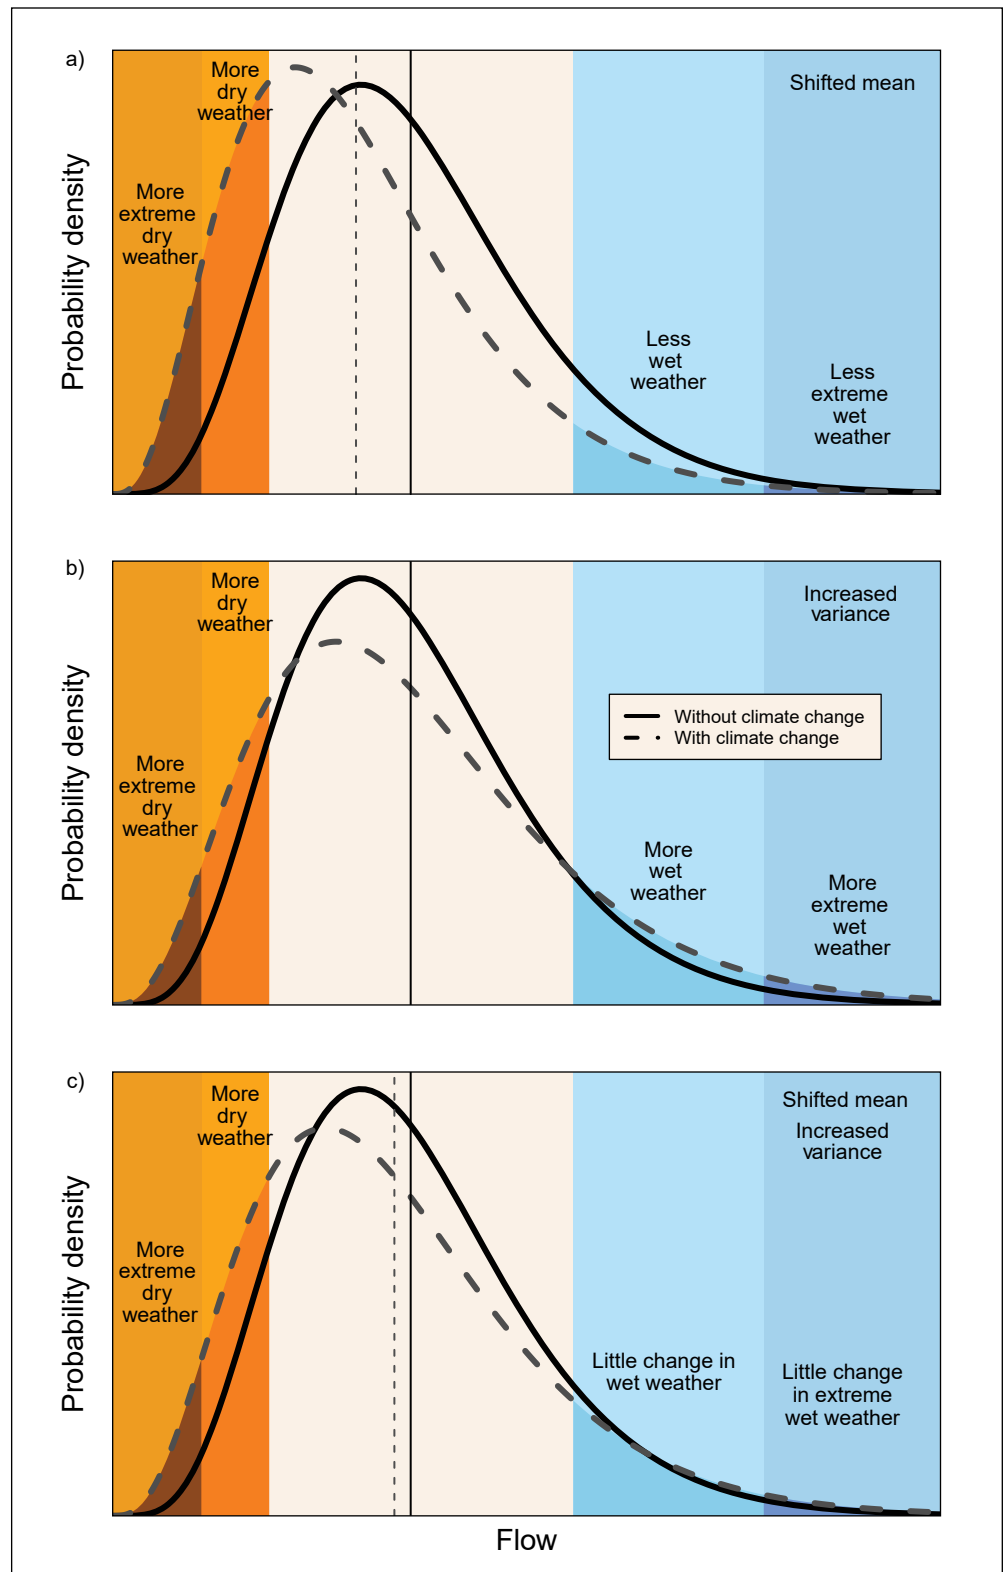 a)
More
dry
weather
Shifted mean
More
extreme
dry
weather
Less
wet
weather
Less
extreme
wet
weather
Probability density
b)
More
dry
weather
Increased
variance
Without climate change
With climate change
More
extreme
dry
weather
More
wet
weather
More
extreme
wet
weather
Probability density
c)
More
dry
weather
Shifted mean
Increased
variance
More
extreme
dry
weather
Little change in
wet weather
Little change
in extreme
wet weather
Probability density
Flow